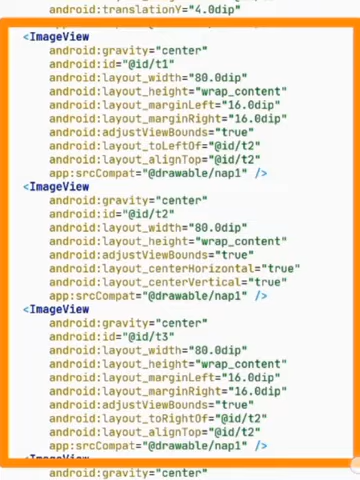 android:translationY="4.0dip"
<ImageView
android:gravity="center"
android:id="@id/t1"
android:layout_width="80.0dip"
android:layout_height="wrap_content"
android:layout_marginLeft="16.0dip"
android:layout_marginRight="16.0dip"
android:adjustViewBounds="true"
android:layout_toLeftOf="@id/t2"
android:layout_alignTop="@id/t2"
app:srcCompat="@drawable/nap1" />
<ImageView
android:gravity="center"
android:id="@id/t2"
android:layout_width="80.0dip"
android:layout_height="wrap_content"
android:adjustViewBounds="true"
android:layout_centerHorizontal="true"
android:layout_centerVertical="true"
app:srcCompat="@drawable/nap1" />
<ImageView
android:gravity="center"
android:id="@id/t3"
android:layout_width="80.0dip"
android:layout_height="wrap_content"
android:layout_marginLeft="16.0dip"
android:layout_marginRight="16.0dip"
android:adjustViewBounds="true"
android:layout_toRightOf="@id/t2"
android:layout_alignTop="@id/t2"
app:srcCompat="@drawable/nap1" />
<ImageView
android:gravity="center"